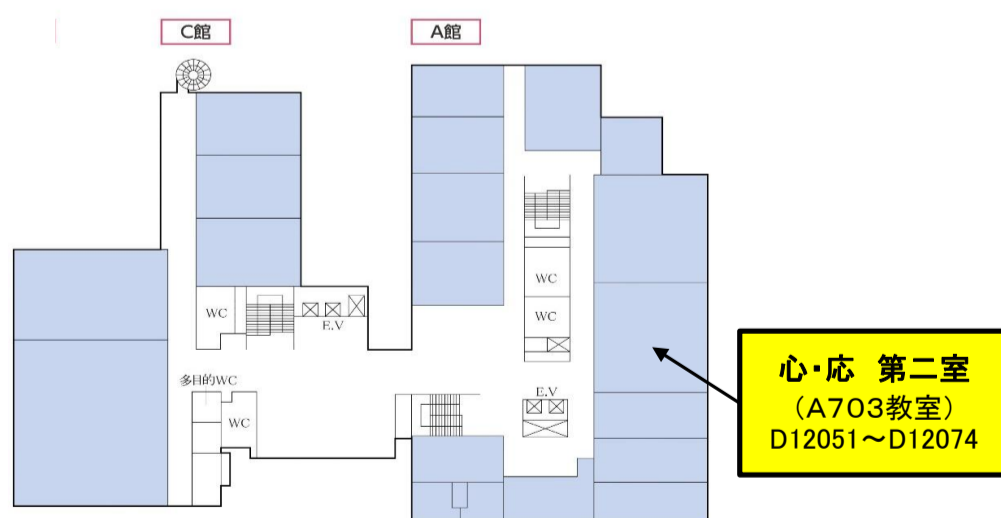 C館
A館
WC
E.V
WC
WC
多目的WC
WC
E.V
心・応 第二室
（A703教室）
D12051～D12074